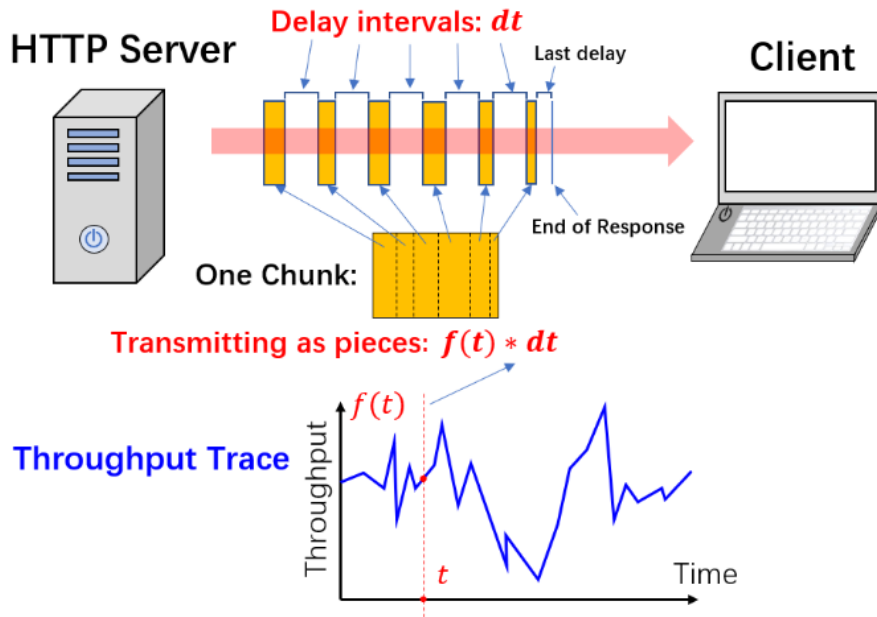 Delay intervals: dt
HTTP Server
Last delay
Client
End of Response
One Chunk:
Transmitting as pieces: f(t) * dt
f(t)
Throughput Trace
Throughput
t
Time